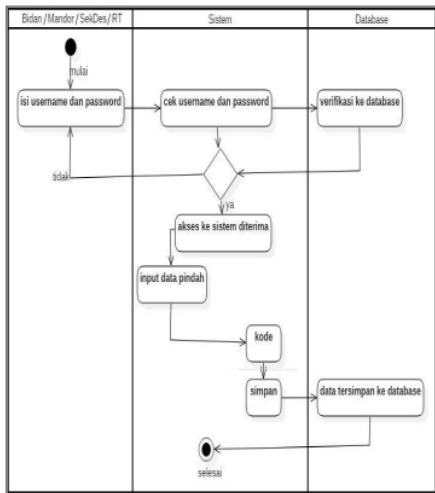 Bidan/Mandor/SekDes/RT
Sistem
Database
mulai
isi username dan password
cek username dan password
verifikasi ke database
tidak
ya
akses ke sistem diterima
input data pindah
kode
simpan
data tersimpan ke database
selesai